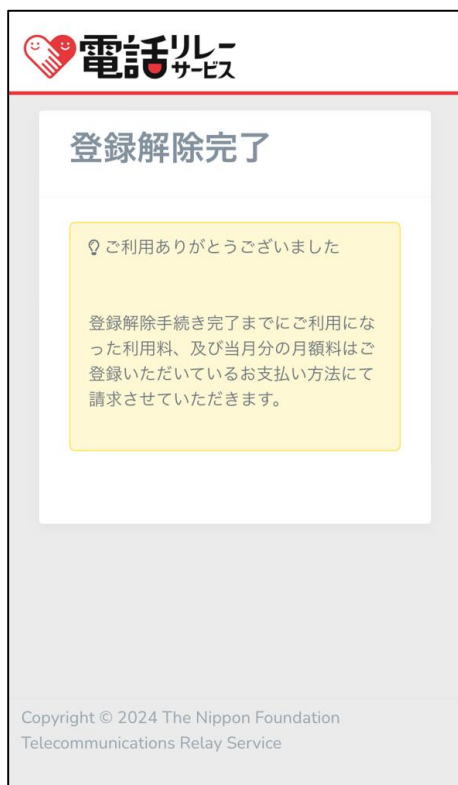 電話リレーサービス
登録解除完了
ご利用ありがとうございました
登録解除手続き完了までにご利用にな
った利用料、及び当月分の月額料はご
登録いただいているお支払い方法にて
請求させていただきます。
Copyright © 2024 The Nippon Foundation
Telecommunications Relay Service